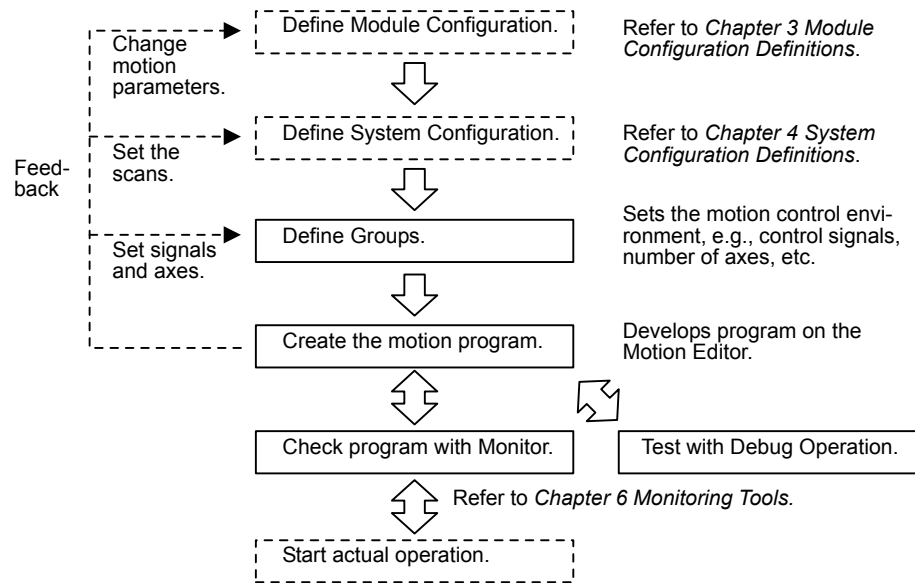 Define Module Configuration.
Refer to Chapter 3 Module
Configuration Definitions.
Change
motion
parameters.
Define System Configuration.
Refer to Chapter 4 System
Configuration Definitions.
Feed-
back
Set the
scans.
Define Groups.
Sets the motion control envi-
ronment, e.g., control signals,
number of axes, etc.
Set signals
and axes.
Create the motion program.
Develops program on the
Motion Editor.
Check program with Monitor.
Test with Debug Operation.
Refer to Chapter 6 Monitoring Tools.
Start actual operation.